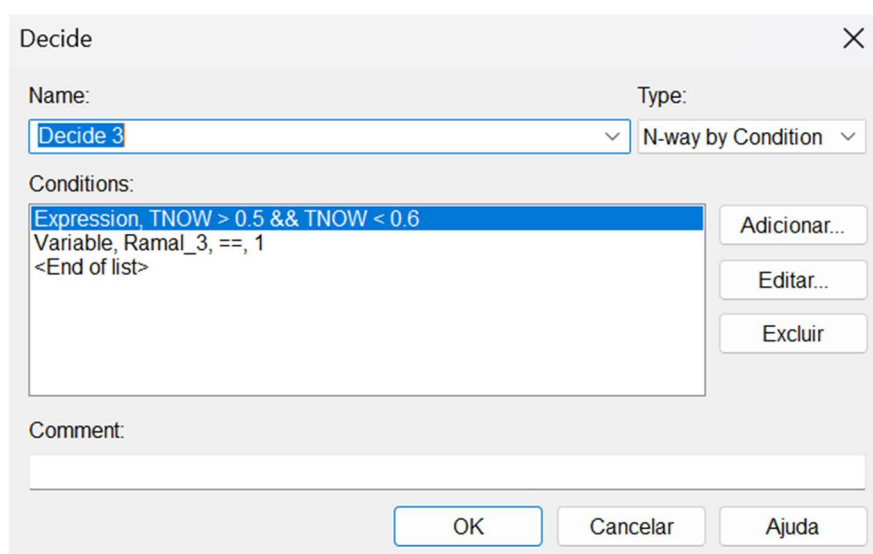 Decide
Name:
Type:
Decide 3
N-way by Condition
Conditions:
Expression, TNOW > 0.5 && TNOW < 0.6
Variable, Ramal_3, ==, 1
<End of list>
Adicionar...
Editar...
Excluir
Comment:
OK
Cancelar
Ajuda